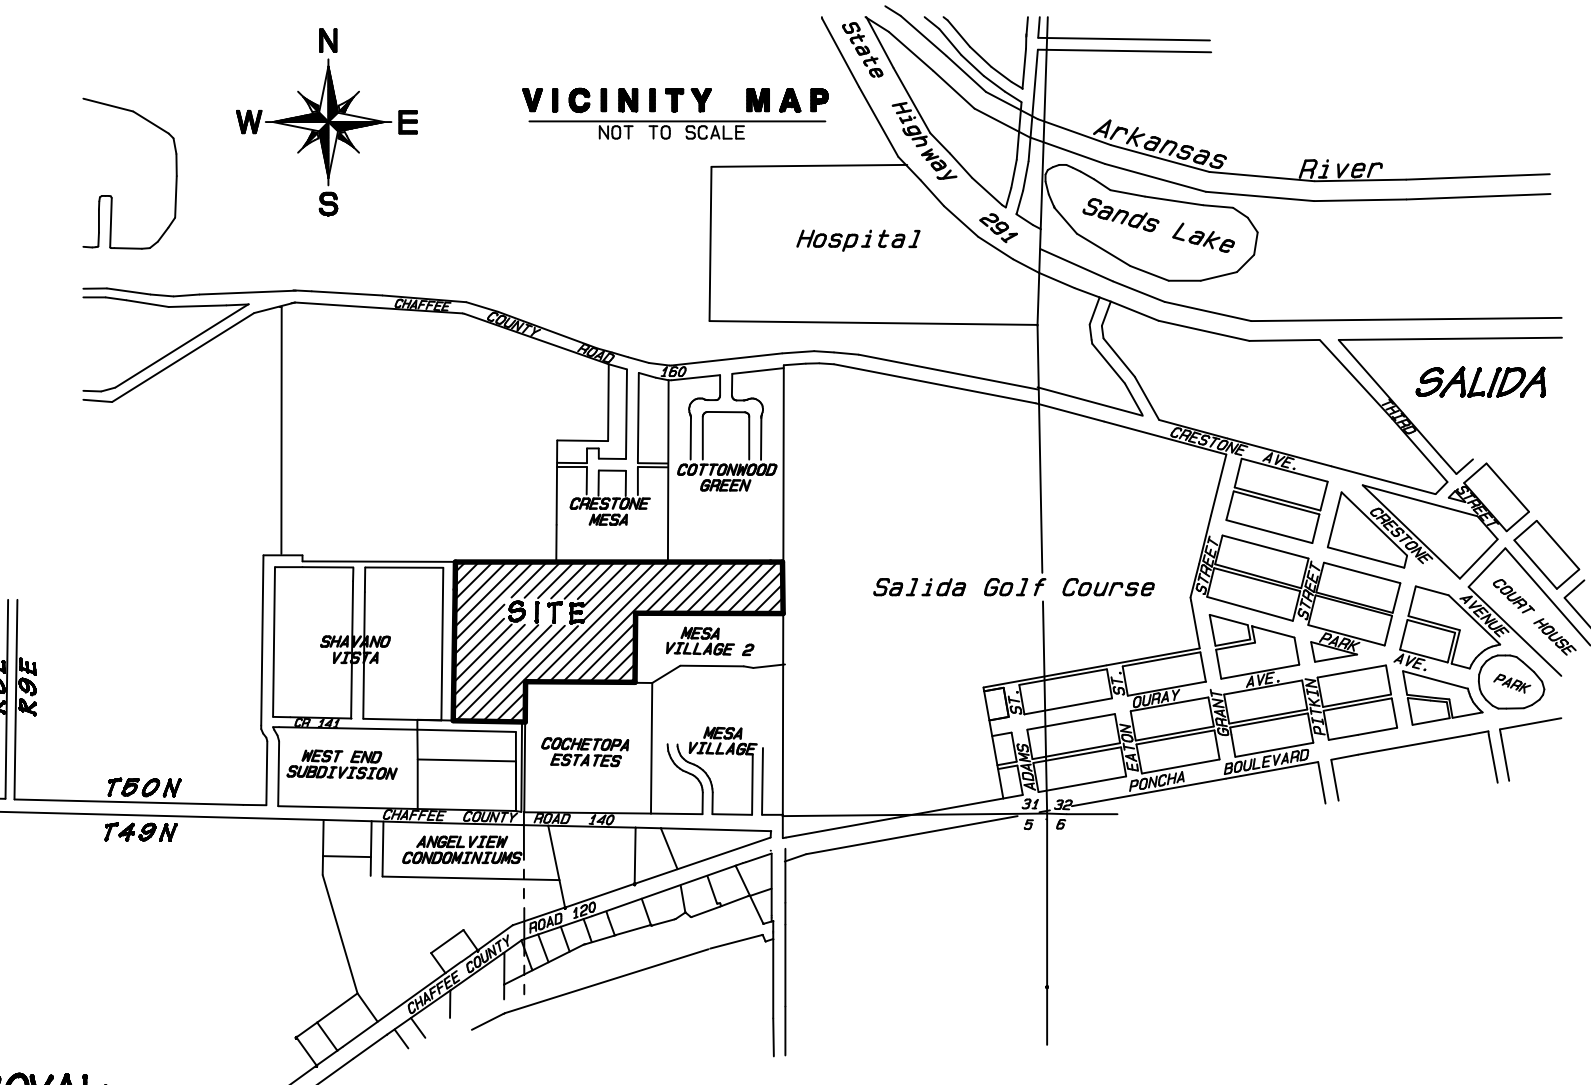 N
W E
S
VICINITY MAP
NOT TO SCALE
State Highway 291
Arkansas River
Sands Lake
Hospital
CHAFFEE COUNTY ROAD 160
SALIDA
THIRD STREET
CRESTONE AVE.
COTTONWOOD
GREEN
CRESTONE
MESA
CRESTONE AVENUE
STREET
STREET
COURT HOUSE
Salida Golf Course
SITE
MESA
VILLAGE 2
SHAVANO
VISTA
PARK AVE.
PARK
R9E
ST.
ST.
OURAY AVE.
GRANT
PITKIN
CR 141
COCHETOPA
ESTATES
MESA
VILLAGE
WEST END
SUBDIVISION
ADAMS
EATON
PONCHA BOULEVARD
T50N
T49N
CHAFFEE COUNTY ROAD 140
31 32
5 6
ANGELVIEW
CONDOMINIUMS
CHAFFEE COUNTY ROAD 120